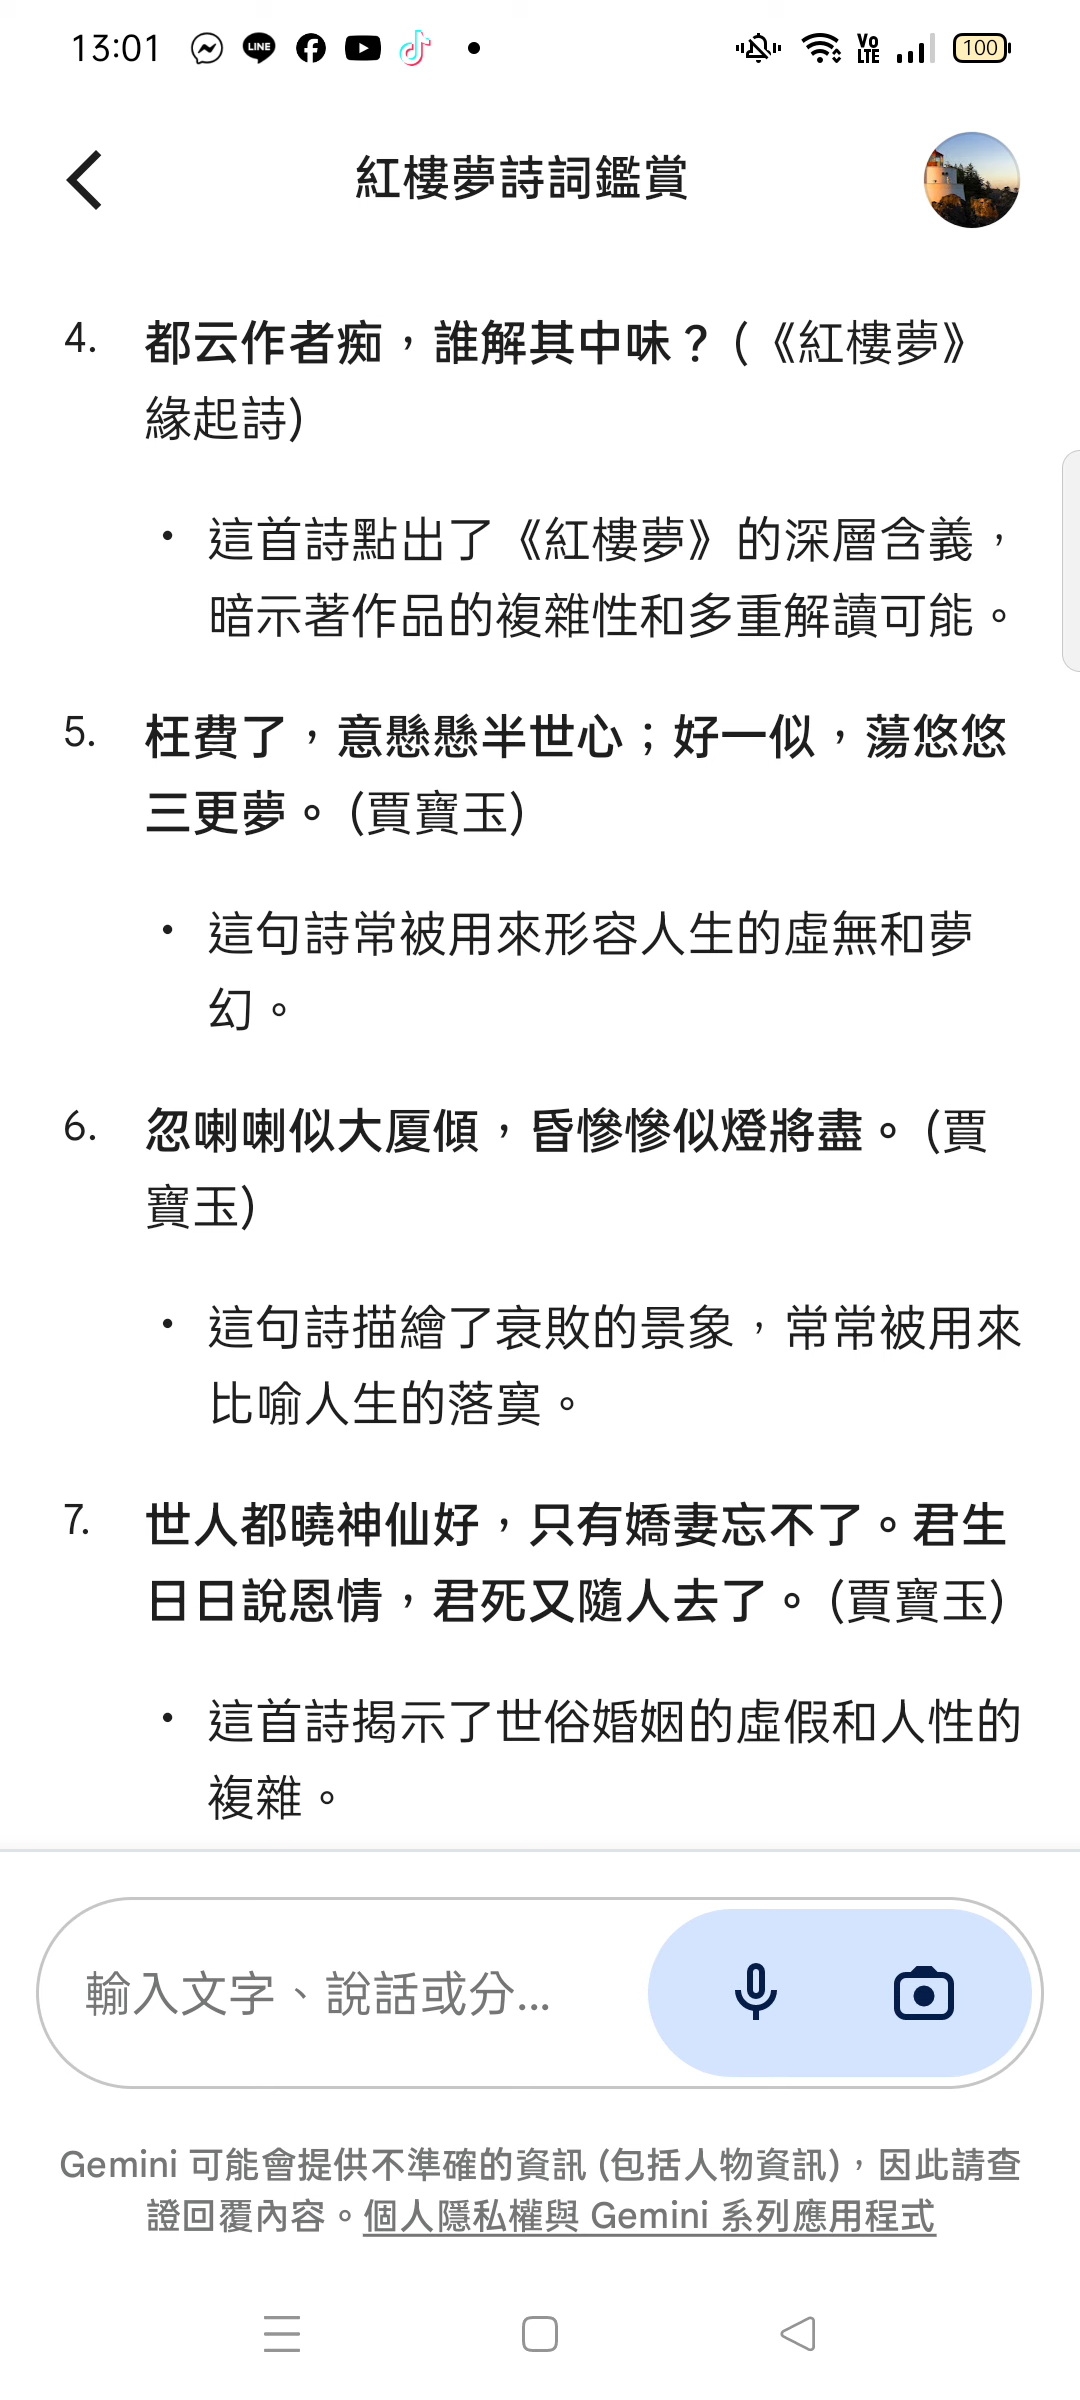 13:01
LINE
Vo
LTE
100
紅樓夢詩詞鑑賞
4. 都云作者痴，誰解其中味？(《紅樓夢》
緣起詩)
• 這首詩點出了《紅樓夢》的深層含義，
暗示著作品的複雜性和多重解讀可能。
5. 枉費了，意懸懸半世心；好一似，蕩悠悠
三更夢。(賈寶玉)
• 這句詩常被用來形容人生的虛無和夢
幻。
6. 忽喇喇似大廈傾，昏慘慘似燈將盡。(賈
寶玉)
• 這句詩描繪了衰敗的景象，常常被用來
比喻人生的落寞。
7. 世人都曉神仙好，只有嬌妻忘不了。君生
日日說恩情，君死又隨人去了。(賈寶玉)
• 這首詩揭示了世俗婚姻的虛假和人性的
複雜。
輸入文字、說話或分...
Gemini 可能會提供不準確的資訊 (包括人物資訊)，因此請查
證回覆內容。個人隱私權與 Gemini 系列應用程式